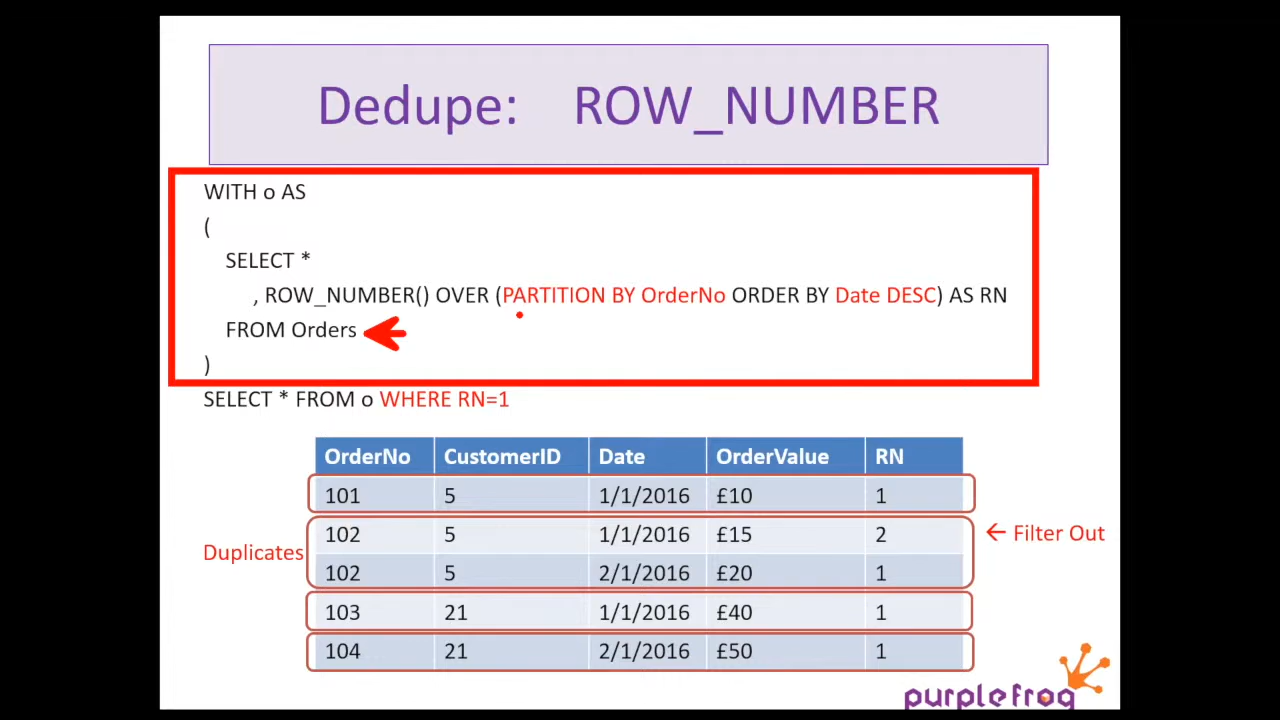 Dedupe: ROW_NUMBER
WITH o AS
(
SELECT *
, ROW_NUMBER() OVER (PARTITION BY OrderNo ORDER BY Date DESC) AS RN
FROM Orders
)
SELECT * FROM o WHERE RN=1
OrderNo CustomerID Date OrderValue RN
101 5 1/1/2016 £10 1
102 5 1/1/2016 £15 2
← Filter Out
Duplicates
102 5 2/1/2016 £20 1
103 21 1/1/2016 £40 1
104 21 2/1/2016 £50 1
purplefrog